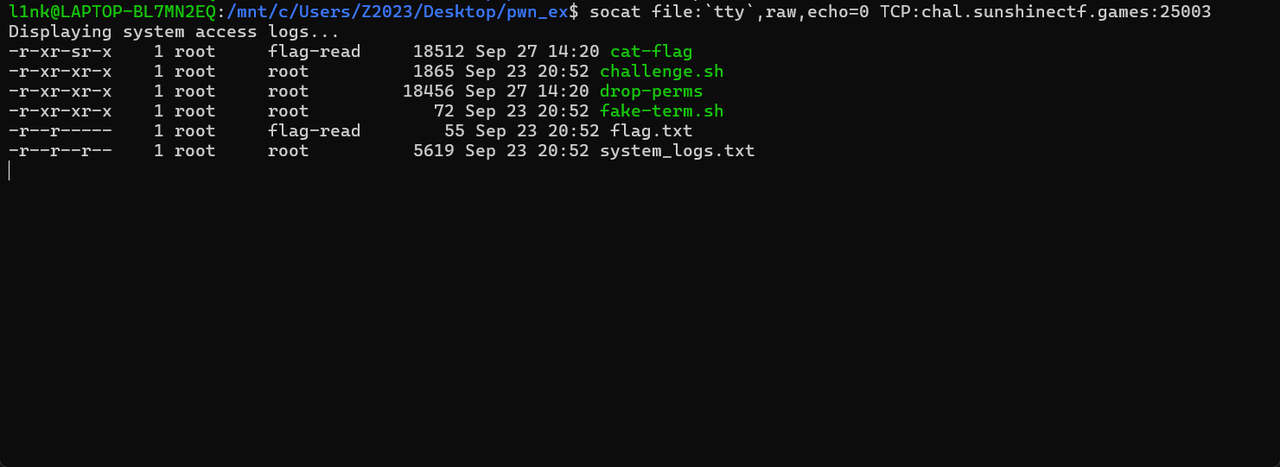 l1nk@LAPTOP-BL7MN2EQ:/mnt/c/Users/Z2023/Desktop/pwn_ex$ socat file:`tty`,raw,echo=0 TCP:chal.sunshinectf.games:25003
Displaying system access logs...
-r-xr-sr-x    1 root     flag-read     18512 Sep 27 14:20 cat-flag
-r-xr-xr-x    1 root     root           1865 Sep 23 20:52 challenge.sh
-r-xr-xr-x    1 root     root          18456 Sep 27 14:20 drop-perms
-r-xr-xr-x    1 root     root             72 Sep 23 20:52 fake-term.sh
-r--r-----    1 root     flag-read        55 Sep 23 20:52 flag.txt
-r--r--r--    1 root     root           5619 Sep 23 20:52 system_logs.txt